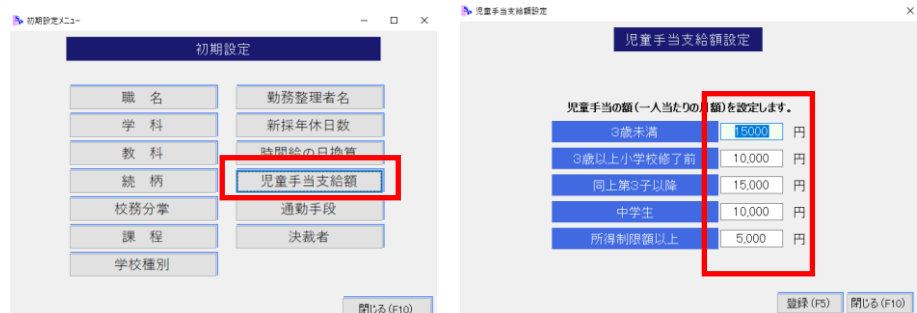 初期設定メニュー
初期設定
職 名
勤務整理者名
学 科
新採年休日数
教 科
時間給の日換算
続 柄
児童手当支給額
校務分掌
通勤手段
課 程
決裁者
学校種別
閉じる(F10)
児童手当支給額設定
児童手当支給額設定
児童手当の額(一人当たりの月額)を設定します。
3歳未満 15000 円
3歳以上小学校修了前 10,000 円
同上第3子以降 15,000 円
中学生 10,000 円
所得制限額以上 5,000 円
登録(F5) 閉じる(F10)